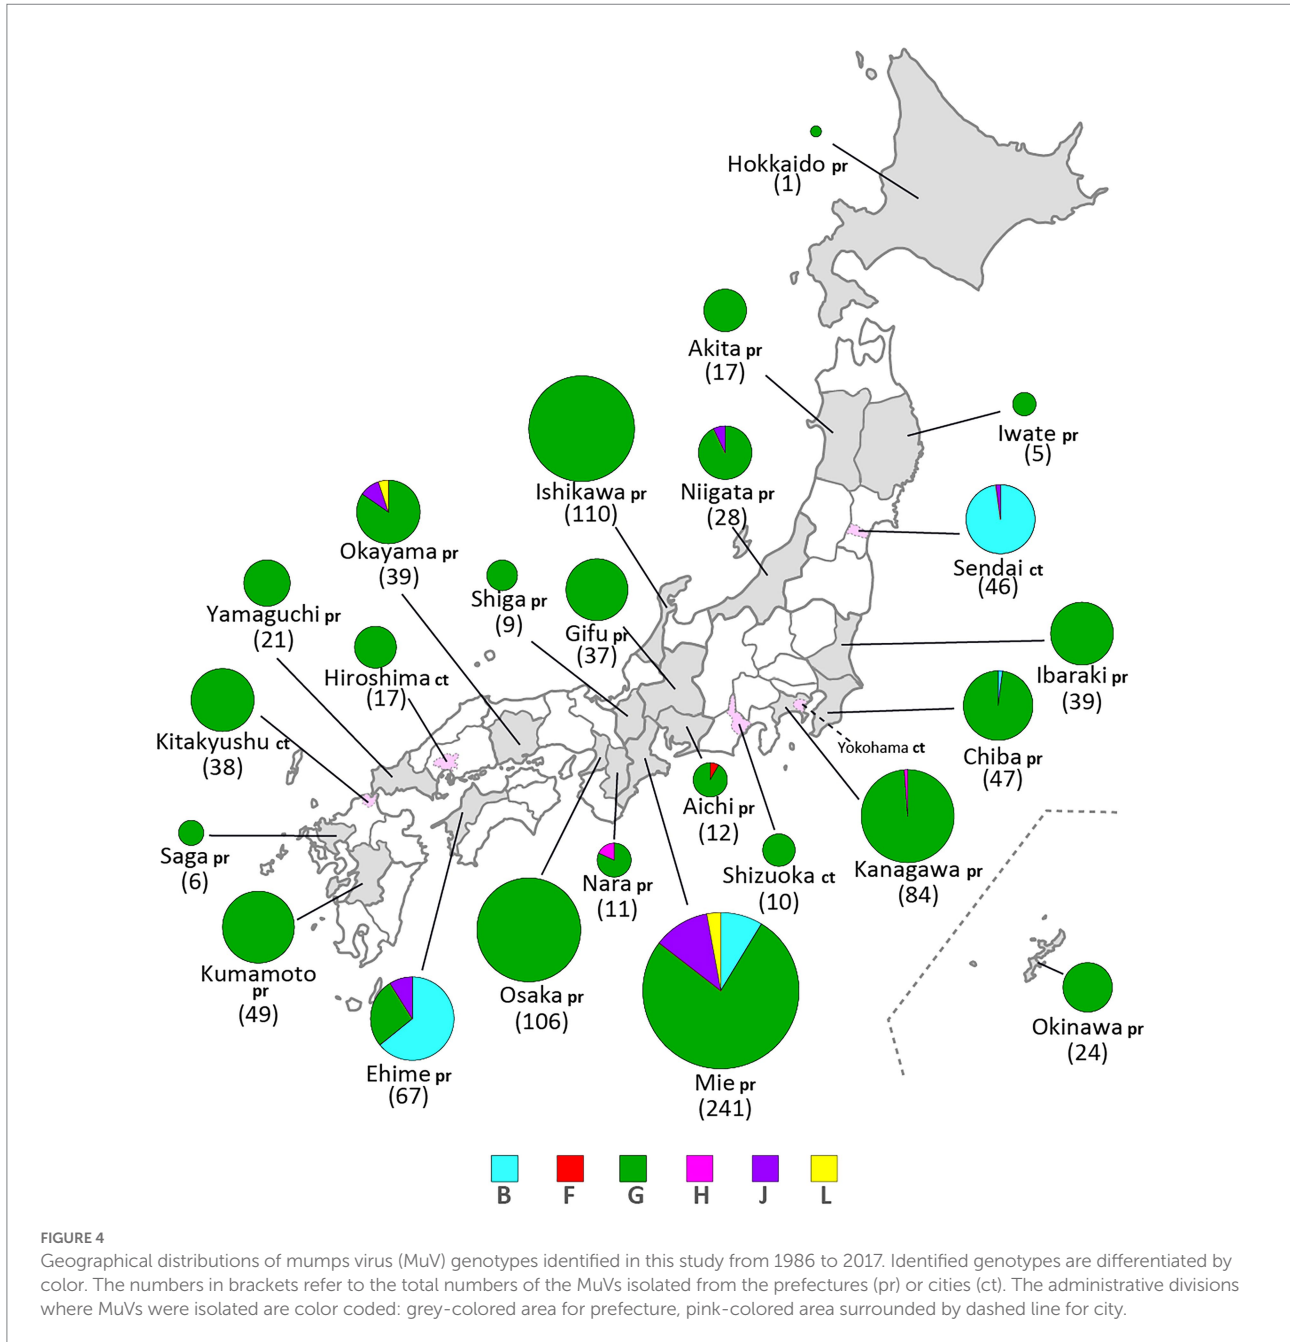 Hokkaido pr
(1)
Akita pr
(17)
Iwate pr
(5)
Ishikawa pr
(110)
Niigata pr
(28)
Sendai ct
(46)
Okayama pr
(39)
Shiga pr
(9)
Gifu pr
(37)
Yamaguchi pr
(21)
Hiroshima ct
(17)
Ibaraki pr
(39)
Kitakyushu ct
(38)
Chiba pr
(47)
Yokohama ct
Aichi pr
(12)
Saga pr
(6)
Nara pr
(11)
Shizuoka ct
(10)
Kanagawa pr
(84)
Kumamoto
pr
(49)
Osaka pr
(106)
Okinawa pr
(24)
Ehime pr
(67)
Mie pr
(241)
B F G H J L
FIGURE 4
Geographical distributions of mumps virus (MuV) genotypes identified in this study from 1986 to 2017. Identified genotypes are differentiated by
color. The numbers in brackets refer to the total numbers of the MuVs isolated from the prefectures (pr) or cities (ct). The administrative divisions
where MuVs were isolated are color coded: grey-colored area for prefecture, pink-colored area surrounded by dashed line for city.